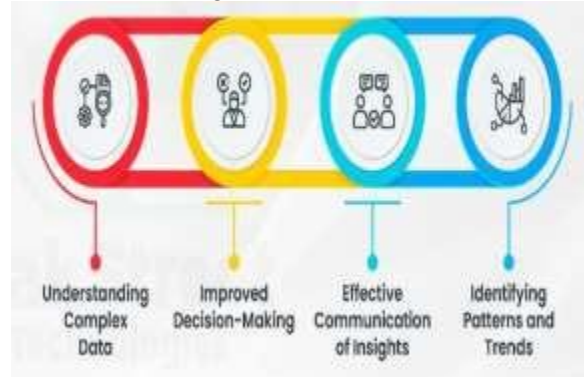 Understanding
Complex
Data
Improved
Decision-Making
Effective
Communication
of Insights
Identifying
Patterns and
Trends